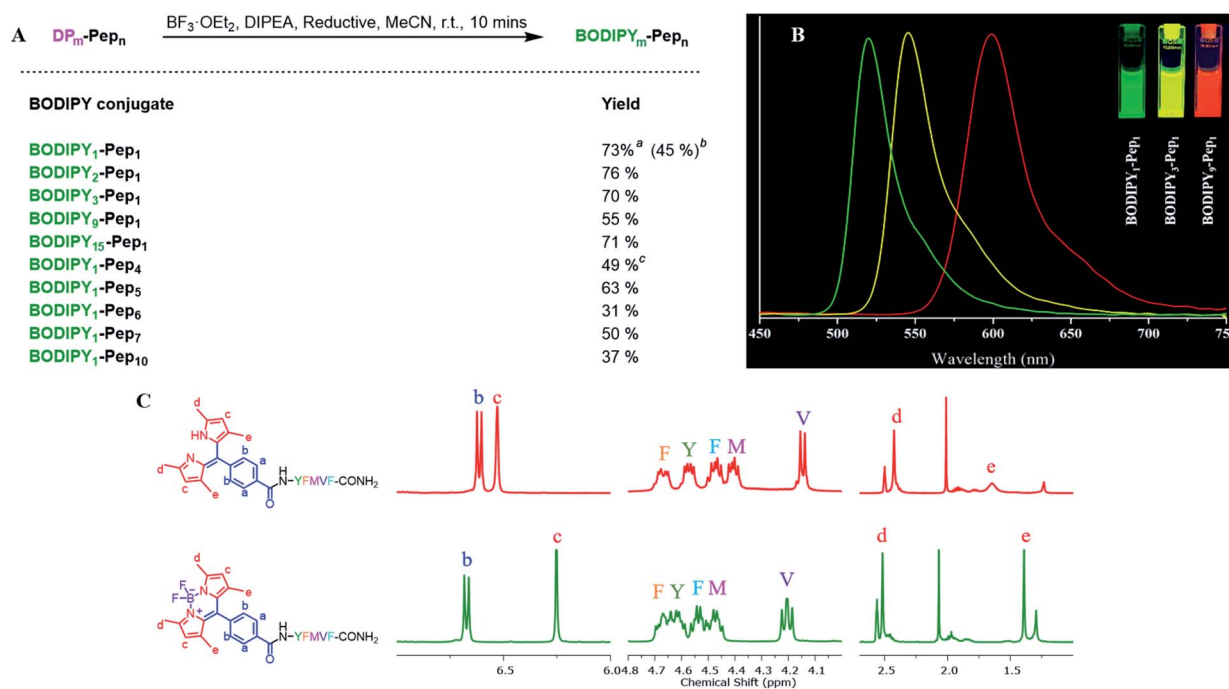 A
DPm-Pepn
BF3·OEt2, DIPEA, Reductive, MeCN, r.t., 10 mins
BODIPYm-Pepn
BODIPY conjugate Yield
BODIPY1-Pep1 73%a (45 %)b
BODIPY2-Pep1 76 %
BODIPY3-Pep1 70 %
BODIPY9-Pep1 55 %
BODIPY15-Pep1 71 %
BODIPY1-Pep4 49 %c
BODIPY1-Pep5 63 %
BODIPY1-Pep6 31 %
BODIPY1-Pep7 50 %
BODIPY1-Pep10 37 %
B
BODIPY1-Pep1
BODIPY3-Pep1
BODIPY9-Pep1
450 500 550 600 650 700 75
Wavelength (nm)
C
d
c
e
NH
N
d
c
e
b
a
b
a
O
H
N-YFMVF-CONH2
b c
F Y F M V
d e
d
c
e
F
F
B-
N
N+
d
c
e
b
a
b
a
O
H
N-YFMVF-CONH2
b c
F Y F M V
d e
6.5 6.0
4.8 4.7 4.6 4.5 4.4 4.3 4.2 4.1
2.5 2.0 1.5
Chemical Shift (ppm)